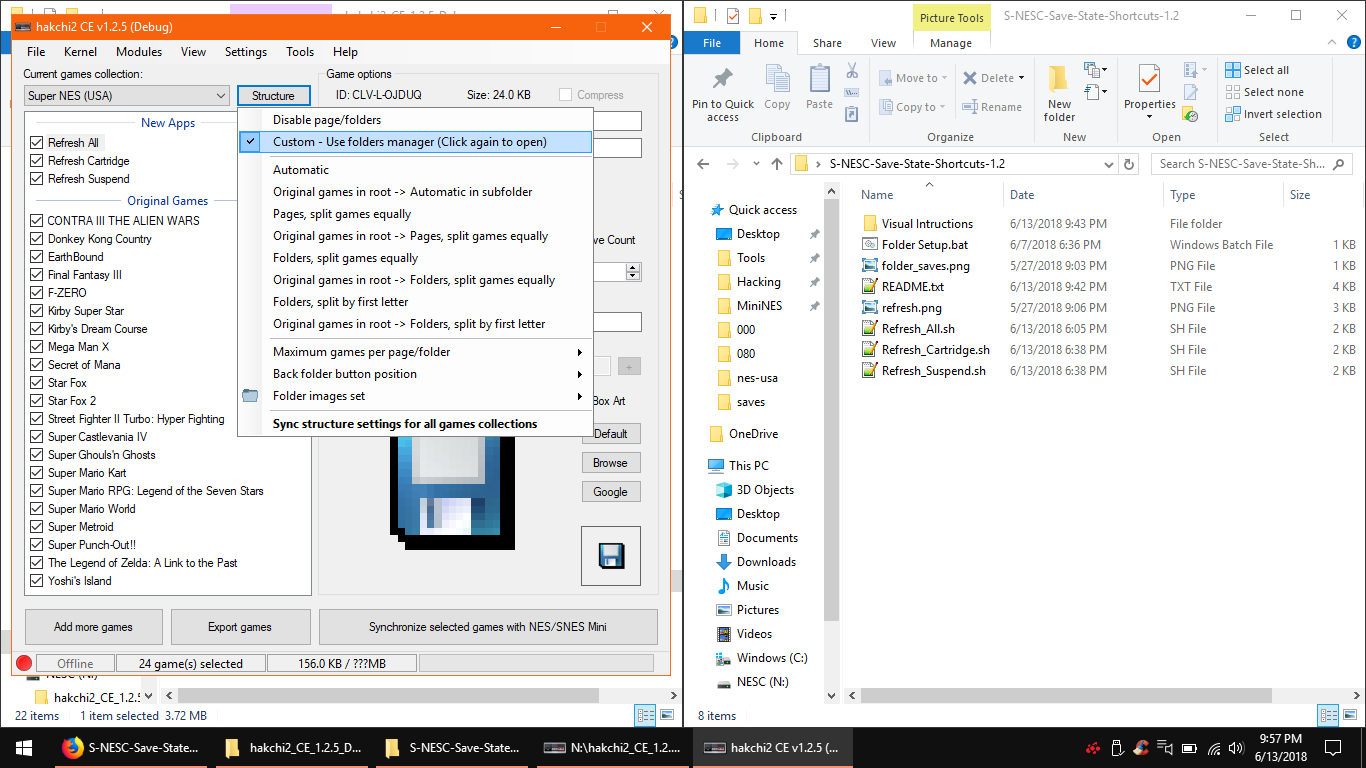 hakchi2_CE_1.2.5_D
hakchi2 CE v1.2.5 (Debug)
File Kernel Modules View Settings Tools Help
Current games collection:
Super NES (USA)
Structure
New Apps
Refresh All
Refresh Cartridge
Refresh Suspend
Original Games
CONTRA III THE ALIEN WARS
Donkey Kong Country
EarthBound
Final Fantasy III
F-ZERO
Kirby Super Star
Kirby's Dream Course
Mega Man X
Secret of Mana
Star Fox
Star Fox 2
Street Fighter II Turbo: Hyper Fighting
Super Castlevania IV
Super Ghouls'n Ghosts
Super Mario Kart
Super Mario RPG: Legend of the Seven Stars
Super Mario World
Super Metroid
Super Punch-Out!!
The Legend of Zelda: A Link to the Past
Yoshi's Island
Game options
ID: CLV-L-OJDUQ Size: 24.0 KB Compress
Disable page/folders
Custom - Use folders manager (Click again to open)
Automatic
Original games in root -> Automatic in subfolder
Pages, split games equally
Original games in root -> Pages, split games equally
Folders, split games equally
Original games in root -> Folders, split games equally
Folders, split by first letter
Original games in root -> Folders, split by first letter
Maximum games per page/folder
Back folder button position
Folder images set
Sync structure settings for all games collections
ve Count
+
Box Art
Default
Browse
Google
Add more games
Export games
Synchronize selected games with NES/SNES Mini
Offline
24 game(s) selected
156.0 KB / ???MB
NESC (N:)
hakchi2_CE_1.2.5
22 items 1 item selected 3.72 MB
Picture Tools
S-NESC-Save-State-Shortcuts-1.2
File Home Share View Manage
Pin to Quick access
Copy
Paste
Clipboard
Move to
Copy to
Delete
Rename
Organize
New folder
New
Properties
Open
Select all
Select none
Invert selection
Select
S-NESC-Save-State-Shortcuts-1.2
Search S-NESC-Save-State-Sh...
Quick access
Desktop
Tools
Hacking
MiniNES
000
080
nes-usa
saves
OneDrive
This PC
3D Objects
Desktop
Documents
Downloads
Music
Pictures
Videos
Windows (C:)
NESC (N:)
Name Date Type Size
Visual Intructions 6/13/2018 9:43 PM File folder
Folder Setup.bat 6/7/2018 6:36 PM Windows Batch File 1 KB
folder_saves.png 5/27/2018 9:03 PM PNG File 1 KB
README.txt 6/13/2018 9:42 PM TXT File 4 KB
refresh.png 5/27/2018 9:06 PM PNG File 3 KB
Refresh_All.sh 6/13/2018 6:05 PM SH File 2 KB
Refresh_Cartridge.sh 6/13/2018 6:38 PM SH File 2 KB
Refresh_Suspend.sh 6/13/2018 6:38 PM SH File 2 KB
8 items
S-NESC-Save-State...
hakchi2_CE_1.2.5_D...
S-NESC-Save-State...
N:\hakchi2_CE_1.2....
hakchi2 CE v1.2.5 (...
9:57 PM
6/13/2018